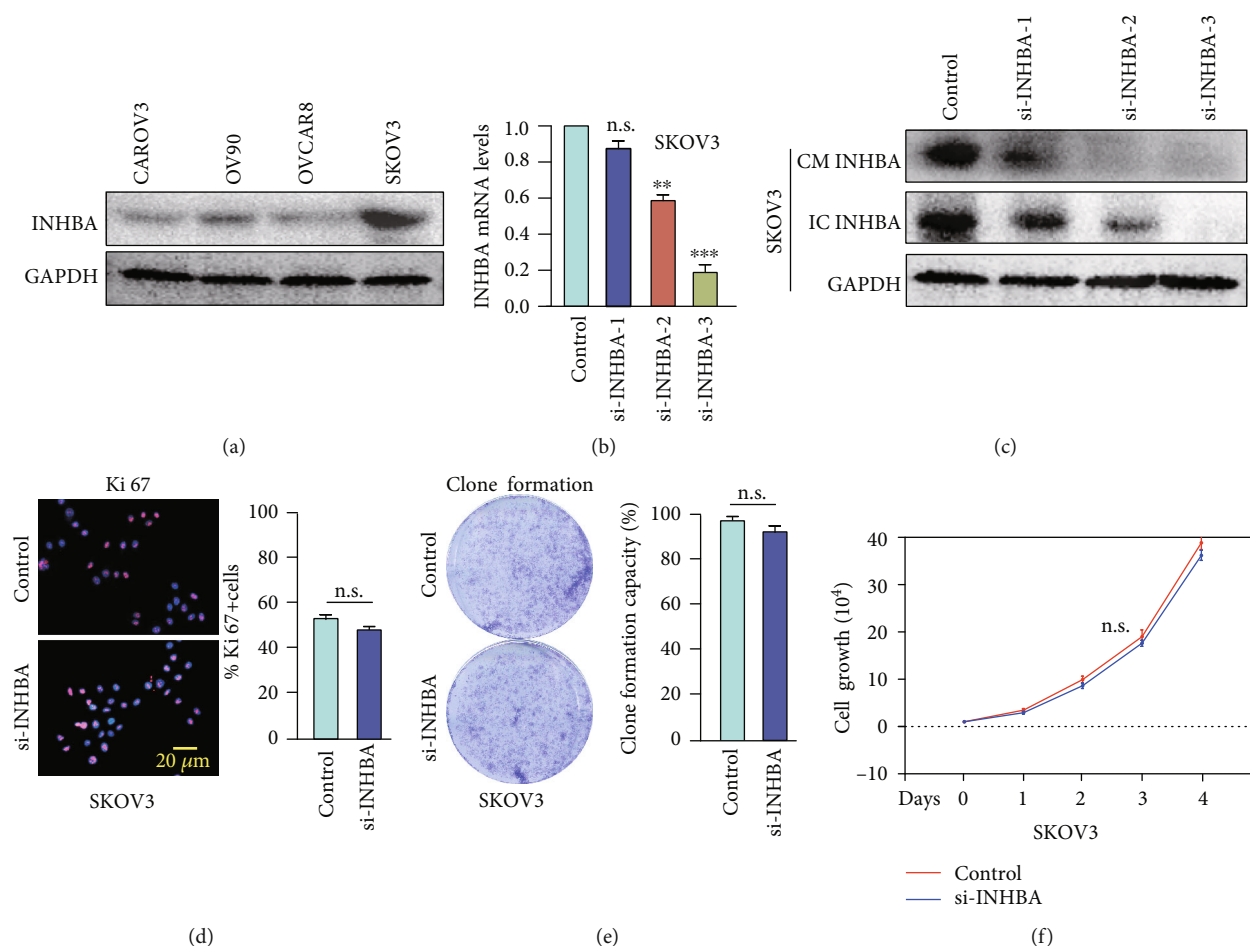 CAROV3
OV90
OVCAR8
SKOV3
INHBA
GAPDH
(a)
INHBA mRNA levels
1.0
0.8
0.6
0.4
0.2
0.0
n.s.
SKOV3
**
***
Control
si-INHBA-1
si-INHBA-2
si-INHBA-3
(b)
Control
si-INHBA-1
si-INHBA-2
si-INHBA-3
SKOV3
CM INHBA
IC INHBA
GAPDH
(c)
Ki 67
Control
si-INHBA
20 μm
SKOV3
% Ki 67+cells
100
80
60
40
20
0
n.s.
Control
si-INHBA
(d)
Clone formation
Control
si-INHBA
SKOV3
Clone formation capacity (%)
100
80
60
40
20
0
n.s.
Control
si-INHBA
(e)
Cell growth (10⁴)
40
30
20
10
0
−10
n.s.
Days 0 1 2 3 4
SKOV3
Control
si-INHBA
(f)